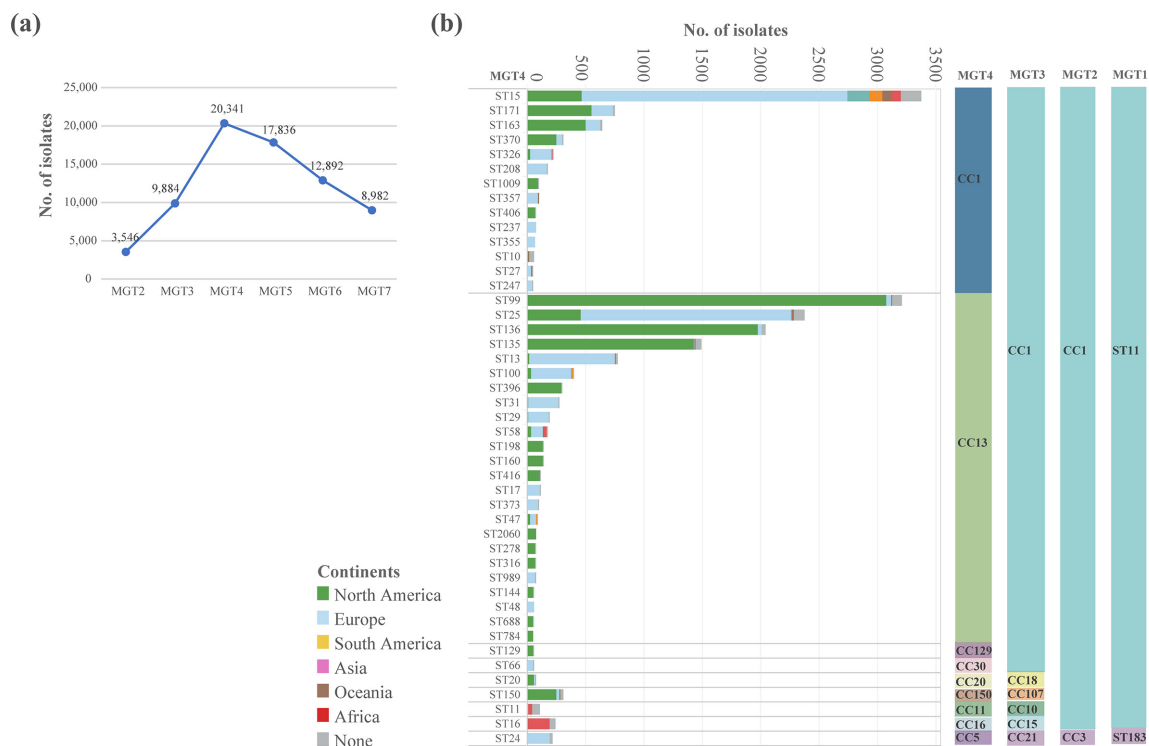 (a)
No. of isolates
25,000
20,000
15,000
10,000
5,000
0
3,546
9,884
20,341
17,836
12,892
8,982
MGT2 MGT3 MGT4 MGT5 MGT6 MGT7
Continents
North America
Europe
South America
Asia
Oceania
Africa
None
(b)
No. of isolates
MGT4 0 500 1000 1500 2000 2500 3000 3500
ST15
ST171
ST163
ST370
ST326
ST208
ST1009
ST357
ST406
ST237
ST355
ST10
ST27
ST247
ST99
ST25
ST136
ST135
ST13
ST100
ST396
ST31
ST29
ST58
ST198
ST160
ST416
ST17
ST373
ST47
ST2060
ST278
ST316
ST989
ST144
ST48
ST688
ST784
ST129
ST66
ST20
ST150
ST11
ST16
ST24
MGT4 MGT3 MGT2 MGT1
CC1
CC1 CC1 ST11
CC13
CC129
CC30
CC20 CC18
CC150 CC107
CC11 CC10
CC16 CC15
CC5 CC21 CC3 ST183